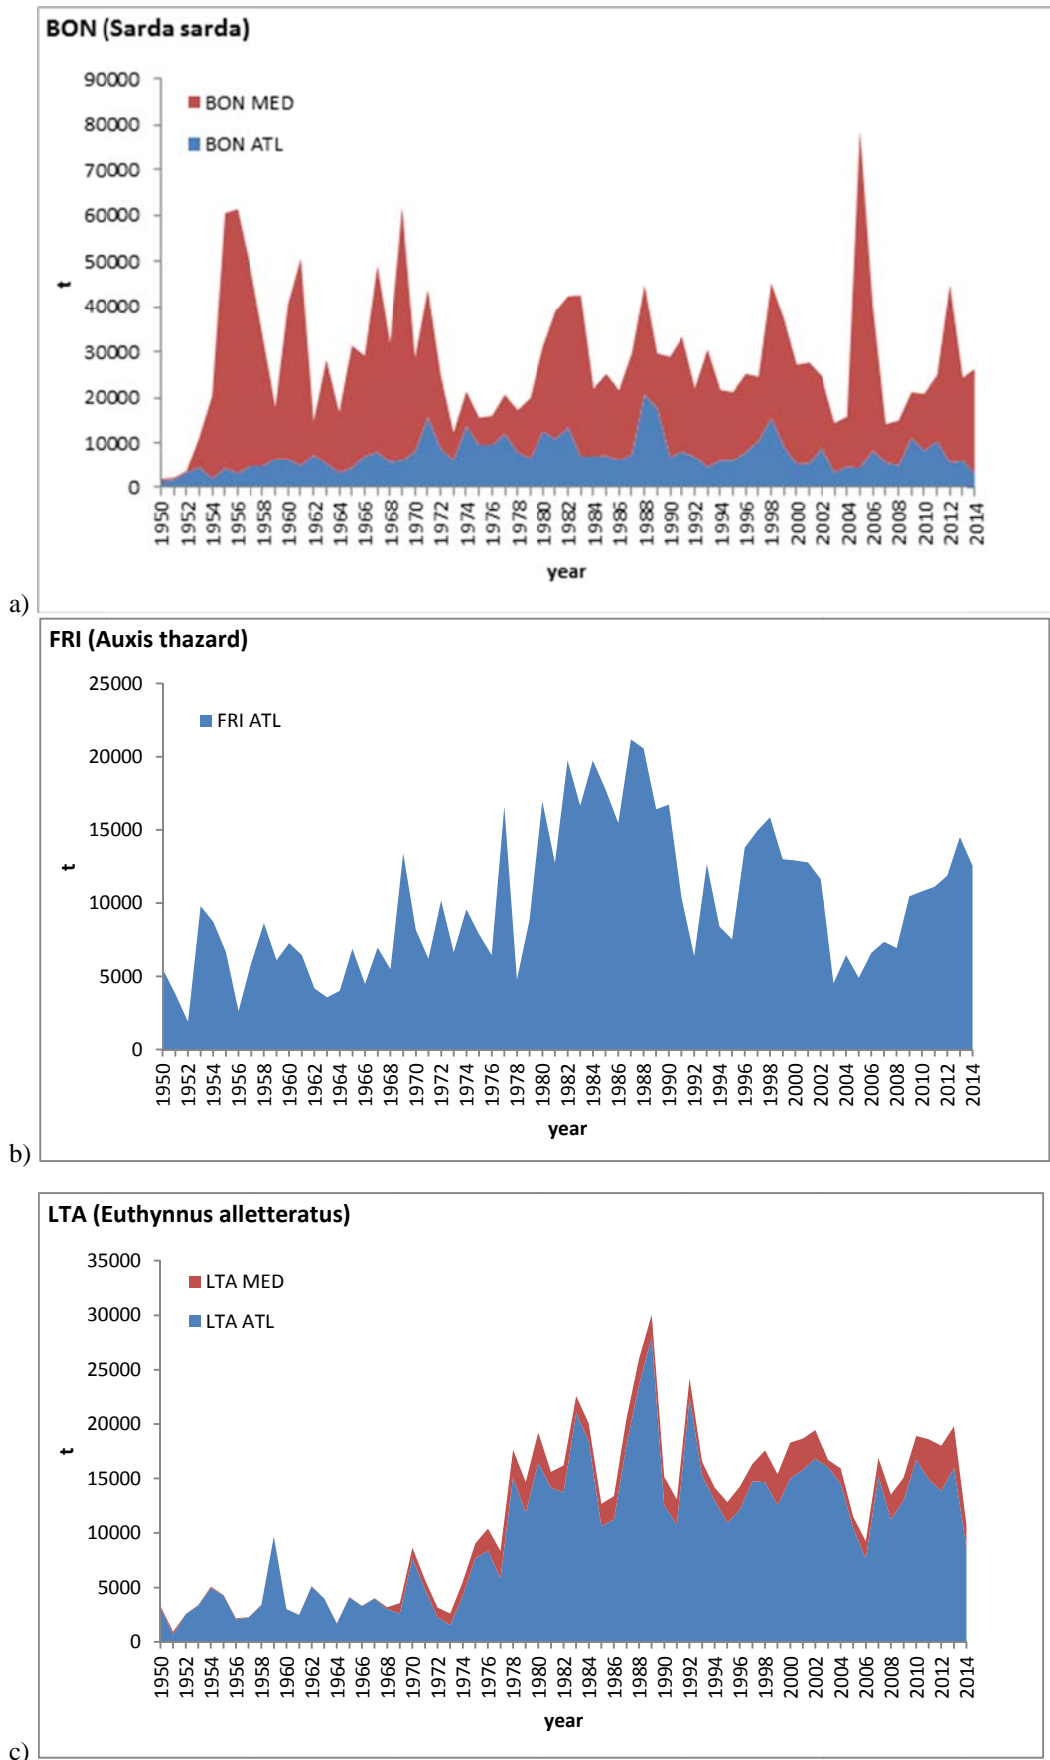 BON (Sarda sarda)
90000
80000
70000
60000
50000
40000
30000
20000
10000
0
t
BON MED
BON ATL
1950 1952 1954 1956 1958 1960 1962 1964 1966 1968 1970 1972 1974 1976 1978 1980 1982 1984 1986 1988 1990 1992 1994 1996 1998 2000 2002 2004 2006 2008 2010 2012 2014
year
a)
FRI (Auxis thazard)
25000
20000
15000
10000
5000
0
t
FRI ATL
1950 1952 1954 1956 1958 1960 1962 1964 1966 1968 1970 1972 1974 1976 1978 1980 1982 1984 1986 1988 1990 1992 1994 1996 1998 2000 2002 2004 2006 2008 2010 2012 2014
year
b)
LTA (Euthynnus alletteratus)
35000
30000
25000
20000
15000
10000
5000
0
t
LTA MED
LTA ATL
1950 1952 1954 1956 1958 1960 1962 1964 1966 1968 1970 1972 1974 1976 1978 1980 1982 1984 1986 1988 1990 1992 1994 1996 1998 2000 2002 2004 2006 2008 2010 2012 2014
year
c)